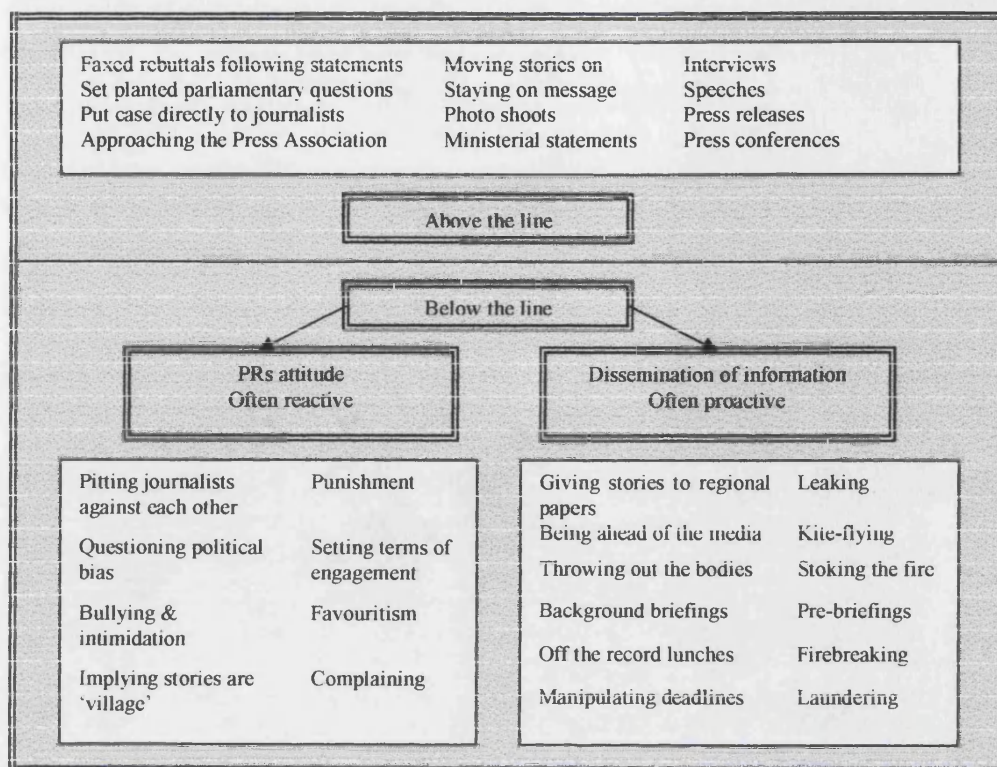 Faxed rebuttals following statements
Set planted parliamentary questions
Put case directly to journalists
Approaching the Press Association
Moving stories on
Staying on message
Photo shoots
Ministerial statements
Interviews
Speeches
Press releases
Press conferences
Above the line
Below the line
PRs attitude
Often reactive
Dissemination of information
Often proactive
Pitting journalists
against each other
Questioning political
bias
Bullying &
intimidation
Implying stories are
‘village’
Punishment
Setting terms of
engagement
Favouritism
Complaining
Giving stories to regional
papers
Being ahead of the media
Throwing out the bodies
Background briefings
Off the record lunches
Manipulating deadlines
Leaking
Kite-flying
Stoking the fire
Pre-briefings
Firebreaking
Laundering